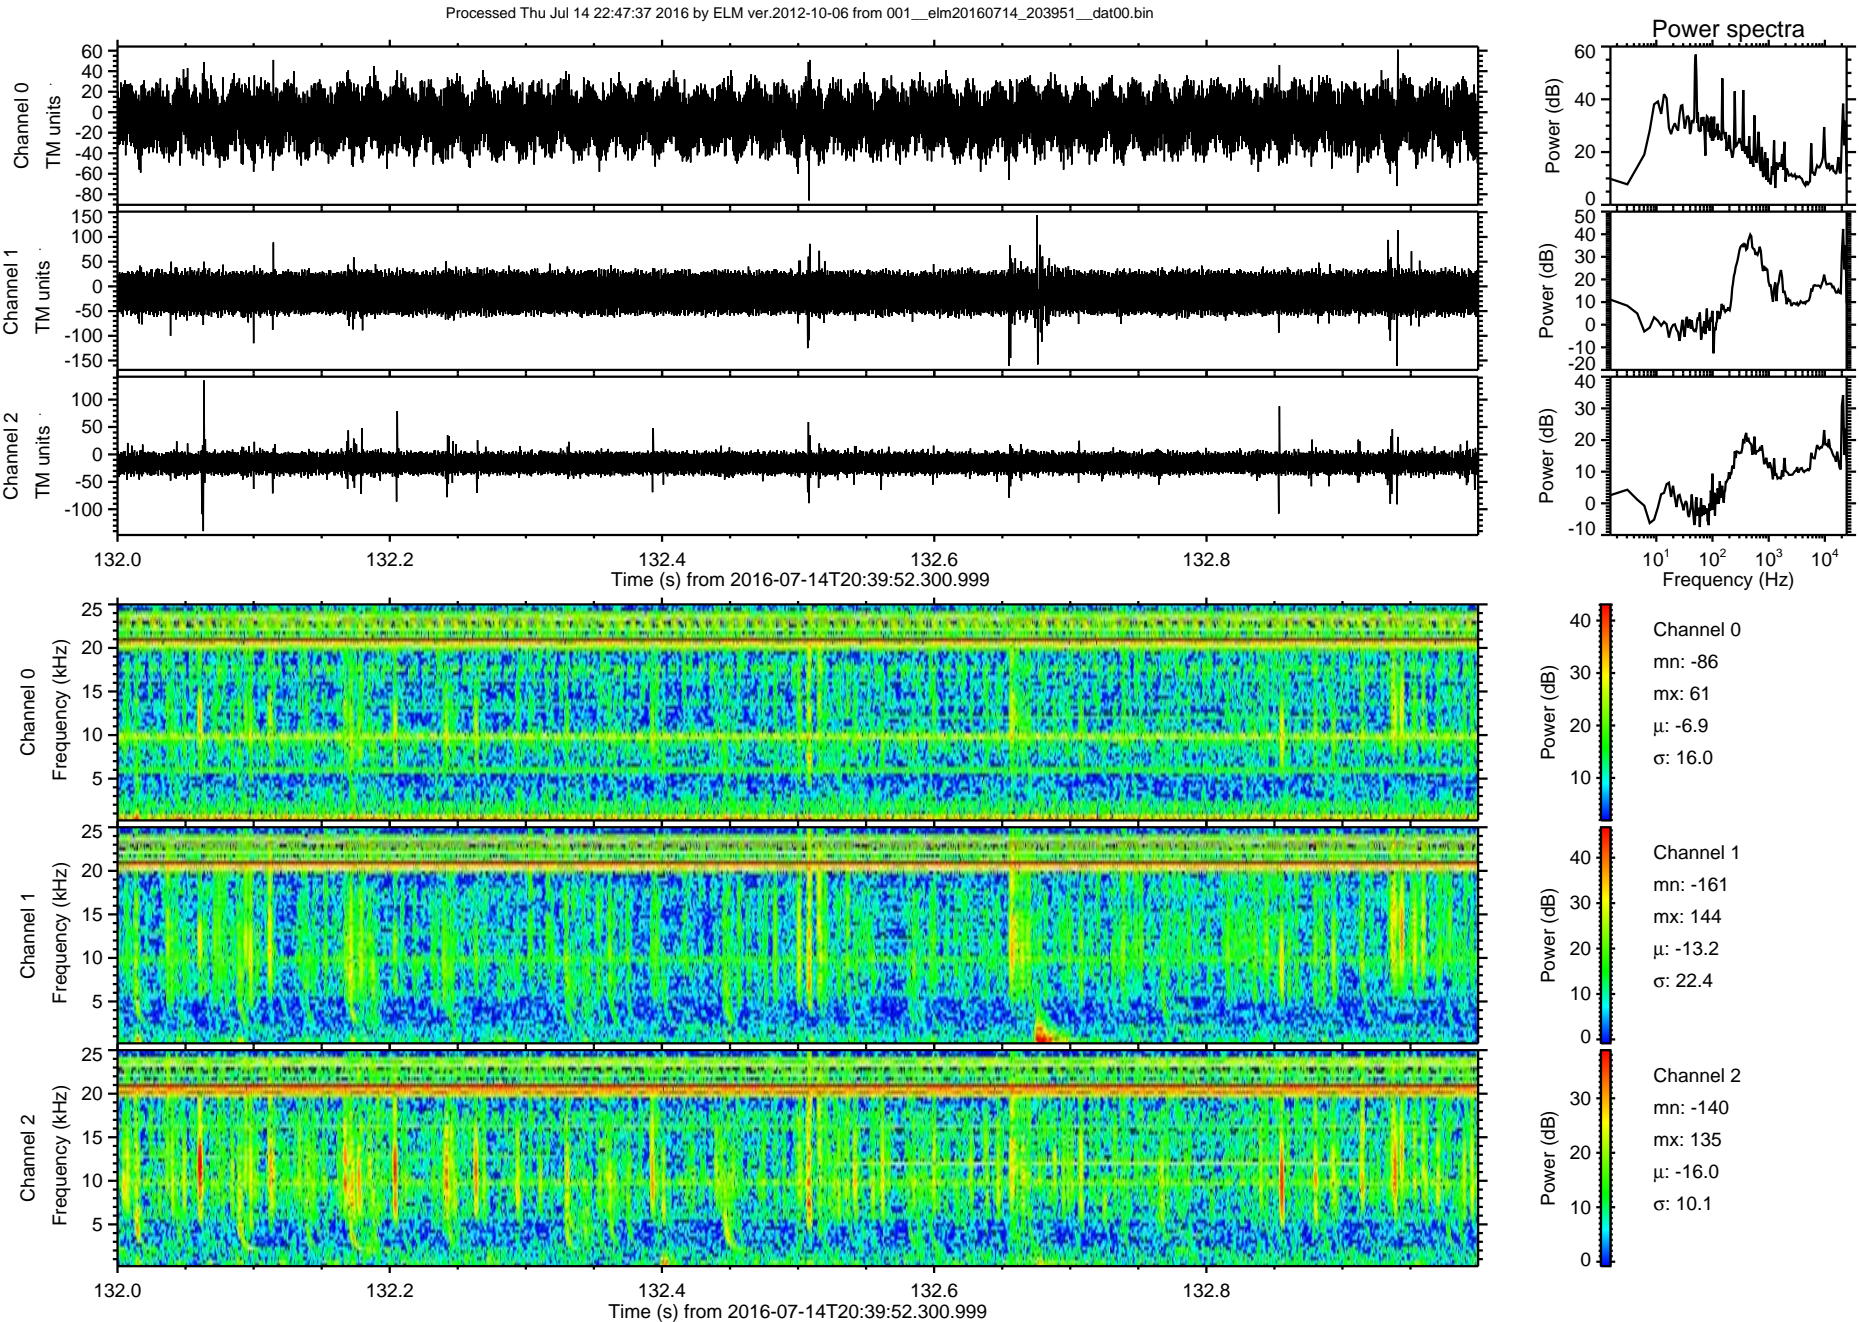 Processed Thu Jul 14 22:47:37 2016 by ELM ver.2012-10-06 from 001__elm20160714_203951__dat00.bin
Power spectra
Channel 0
TM units
60
40
20
0
-20
-40
-60
-80
Power (dB)
60
40
20
0
Channel 1
TM units
150
100
50
0
-50
-100
-150
Power (dB)
50
40
30
20
10
0
-10
-20
Channel 2
TM units
100
50
0
-50
-100
Power (dB)
40
30
20
10
0
-10
132.0 132.2 132.4 132.6 132.8
Time (s) from 2016-07-14T20:39:52.300.999
10¹ 10² 10³ 10⁴
Frequency (Hz)
Channel 0
Frequency (kHz)
25
20
15
10
5
Power (dB)
40
30
20
10
Channel 0
mn: -86
mx: 61
μ: -6.9
σ: 16.0
Channel 1
Frequency (kHz)
25
20
15
10
5
Power (dB)
40
30
20
10
0
Channel 1
mn: -161
mx: 144
μ: -13.2
σ: 22.4
Channel 2
Frequency (kHz)
25
20
15
10
5
Power (dB)
30
20
10
0
Channel 2
mn: -140
mx: 135
μ: -16.0
σ: 10.1
132.0 132.2 132.4 132.6 132.8
Time (s) from 2016-07-14T20:39:52.300.999